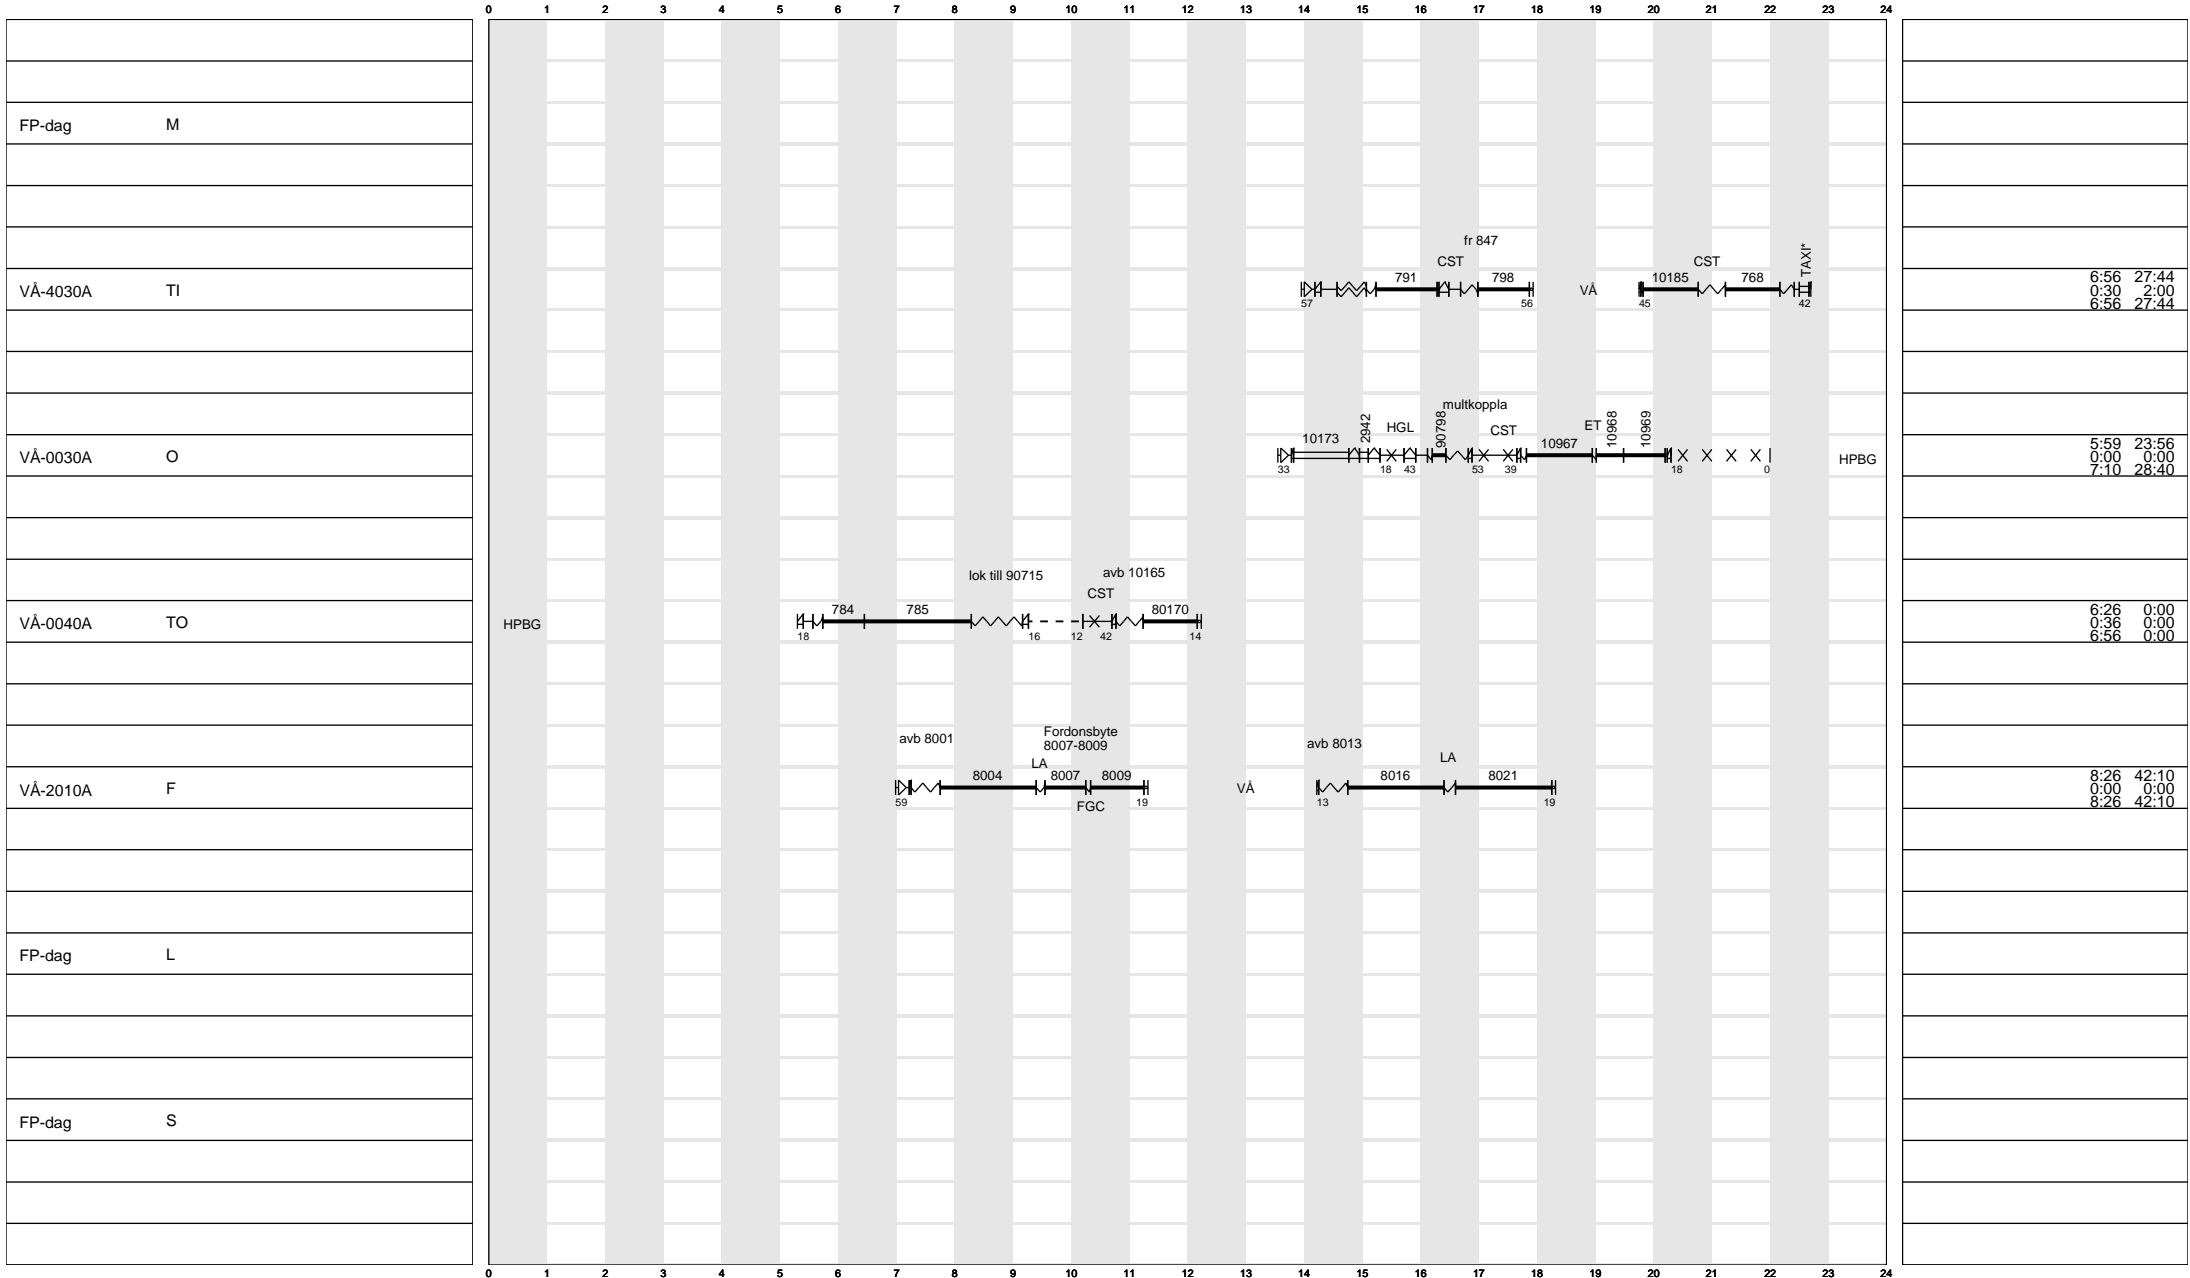 0 1 2 3 4 5 6 7 8 9 10 11 12 13 14 15 16 17 18 19 20 21 22 23 24
FP-dag M
fr 847
CST CST TAXI*
791 798 10185 768
VÅ-4030A TI VÅ 6:56 27:44
0:30 2:00
57 56 45 42 6:56 27:44
multkoppla
2942 HGL 90798 CST ET 10968 10969
10173 10967
VÅ-0030A O HPBG 5:59 23:56
0:00 0:00
33 18 43 53 39 18 0 7:10 28:40
lok till 90715 avb 10165
CST
784 785 80170
VÅ-0040A TO HPBG 6:26 0:00
0:36 0:00
18 16 12 42 14 6:56 0:00
Fordonsbyte
avb 8001 8007-8009 avb 8013
LA LA
8004 8007 8009 8016 8021
VÅ-2010A F VÅ 8:26 42:10
0:00 0:00
59 FGC 19 13 19 8:26 42:10
FP-dag L
FP-dag S
0 1 2 3 4 5 6 7 8 9 10 11 12 13 14 15 16 17 18 19 20 21 22 23 24